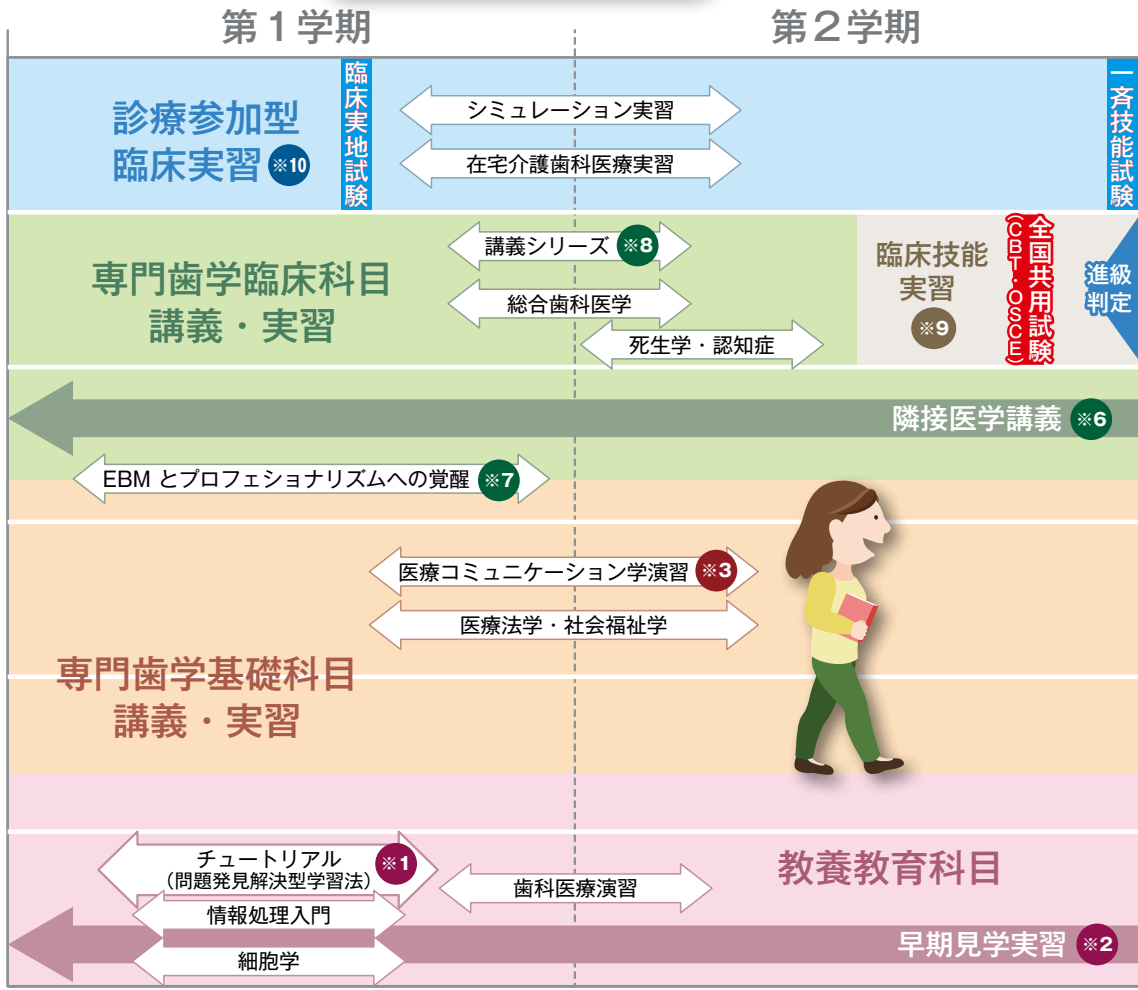 第1学期
第2学期
診療参加型
臨床実習 ※10
臨床実地試験
シミュレーション実習
在宅介護歯科医療実習
一斉技能試験
専門歯学臨床科目
講義・実習
講義シリーズ ※8
総合歯科医学
死生学・認知症
臨床技能
実習
※9
全国共用試験
(CBT・OSCE)
進級
判定
隣接医学講義 ※6
EBM とプロフェショナリズムへの覚醒 ※7
医療コミュニケーション学演習 ※3
医療法学・社会福祉学
専門歯学基礎科目
講義・実習
チュートリアル
(問題発見解決型学習法)
※1
情報処理入門
細胞学
歯科医療演習
教養教育科目
早期見学実習 ※2